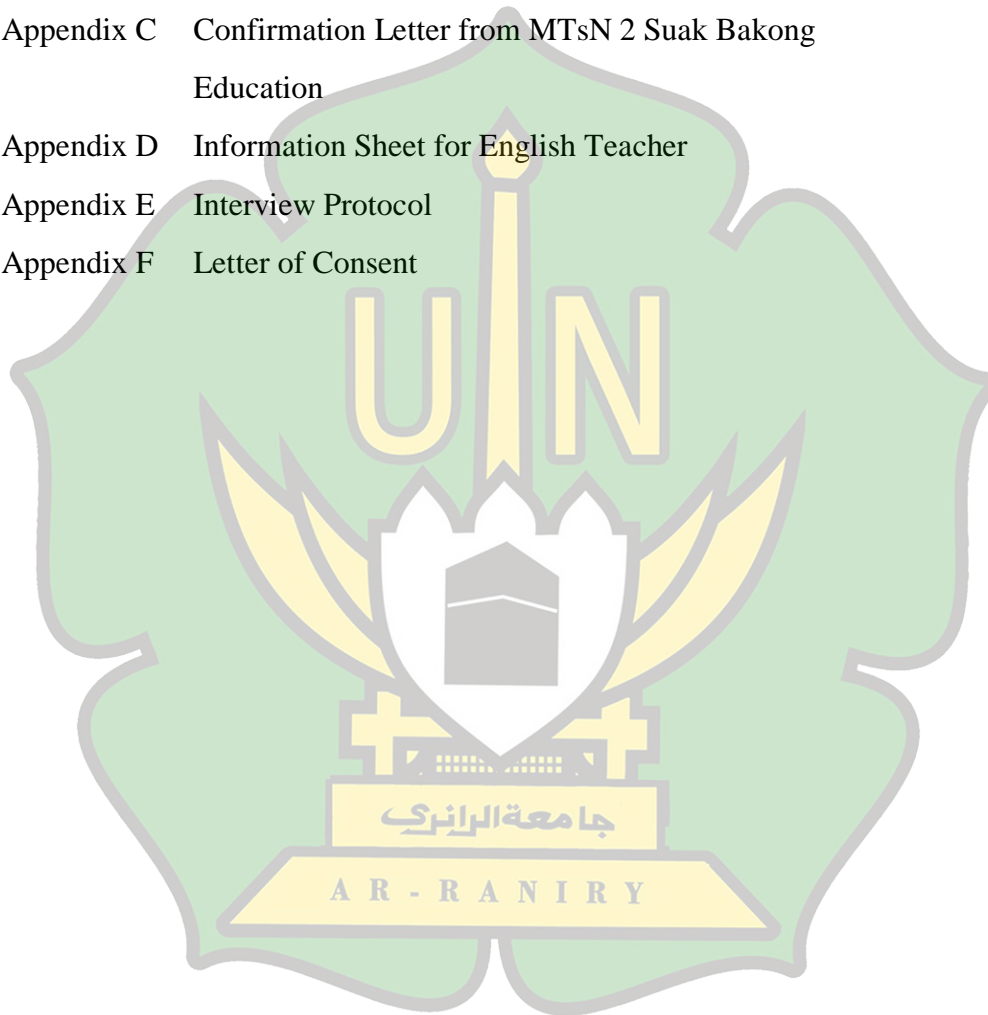 Appendix C Confirmation Letter from MTsN 2 Suak Bakong
Education
Appendix D Information Sheet for English Teacher
Appendix E Interview Protocol
Appendix F Letter of Consent
UIN
جامعة الرانري
AR-RANIRY